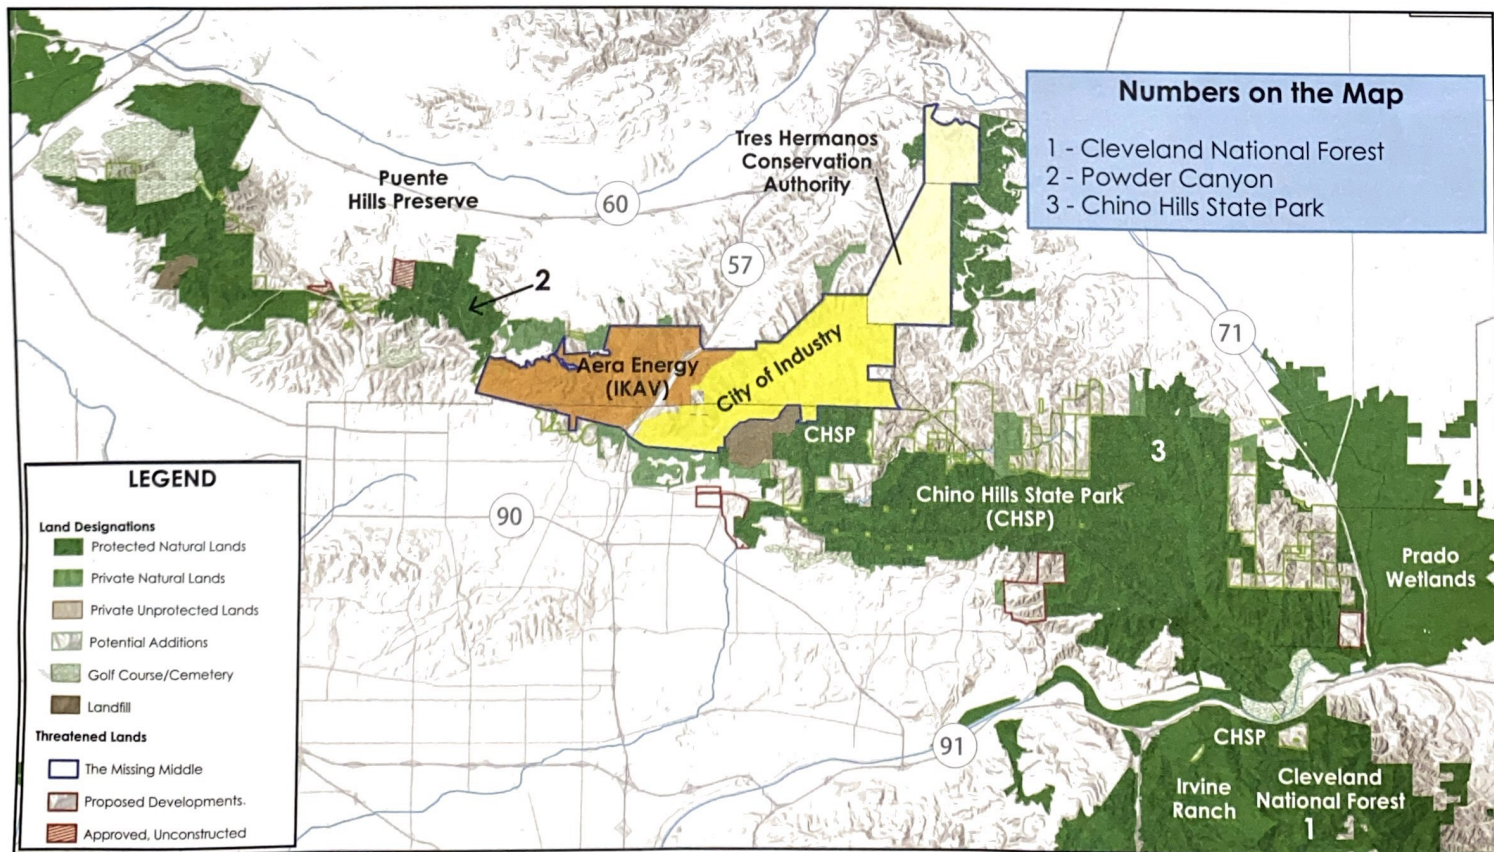 Numbers on the Map
1 - Cleveland National Forest
2 - Powder Canyon
3 - Chino Hills State Park
Tres Hermanos
Conservation
Authority
Puente
Hills Preserve
60
57
2
71
Aera Energy
(IKAV)
City of Industry
CHSP
3
Chino Hills State Park
(CHSP)
90
Prado
Wetlands
91
CHSP
Irvine
Ranch
Cleveland
National Forest
1
LEGEND
Land Designations
Protected Natural Lands
Private Natural Lands
Private Unprotected Lands
Potential Additions
Golf Course/Cemetery
Landfill
Threatened Lands
The Missing Middle
Proposed Developments.
Approved, Unconstructed